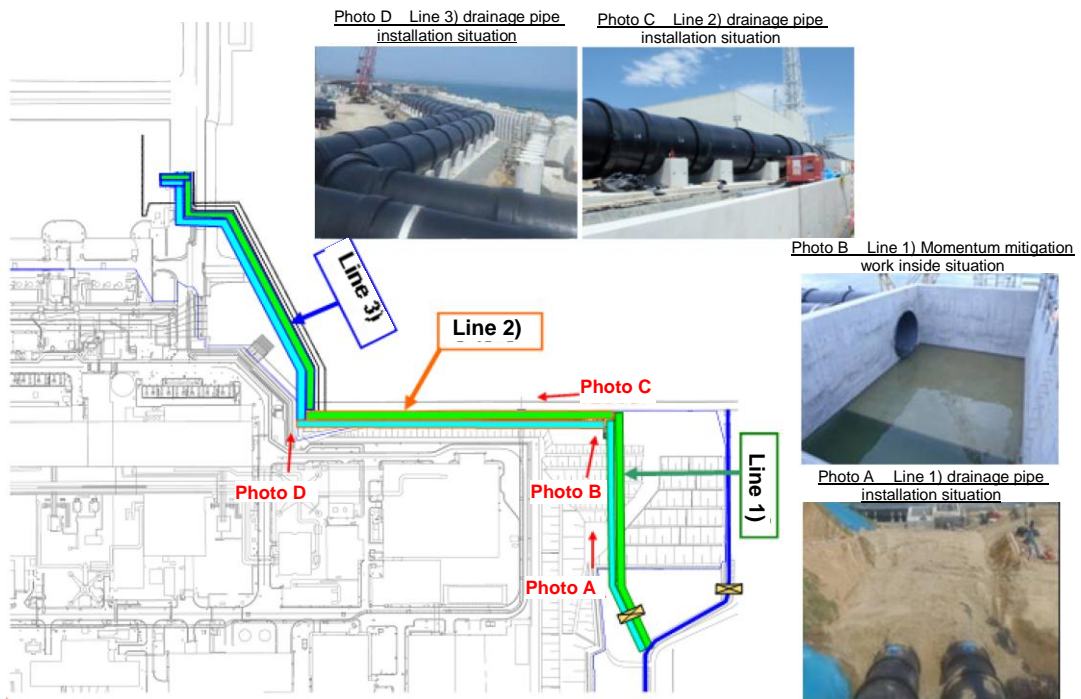 Photo D Line 3) drainage pipe
installation situation
Photo C Line 2) drainage pipe
installation situation
Photo B Line 1) Momentum mitigation
work inside situation
Line 3)
Line 2)
Photo C
Line 1)
Photo D
Photo B
Photo A Line 1) drainage pipe
installation situation
Photo A